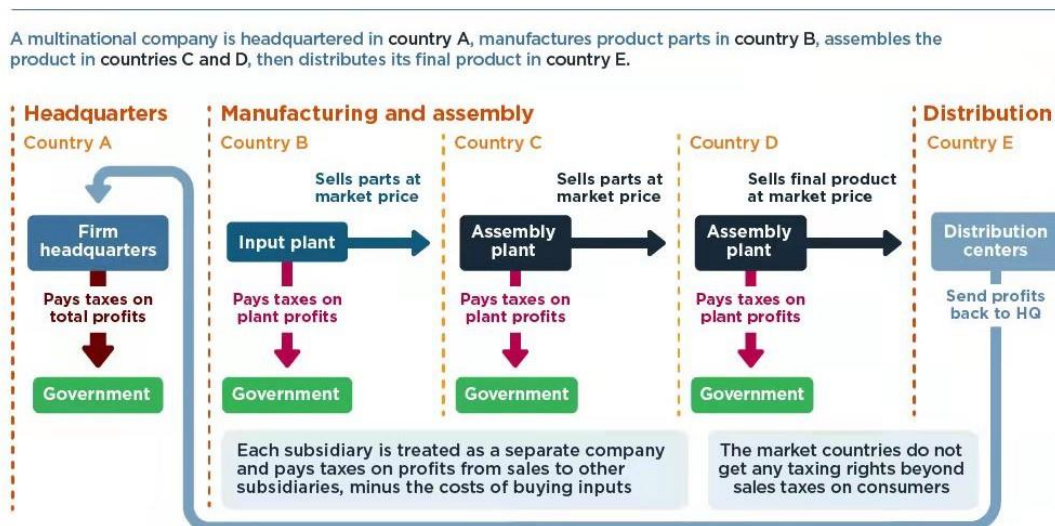 A multinational company is headquartered in country A, manufactures product parts in country B, assembles the
product in countries C and D, then distributes its final product in country E.
Headquarters
Country A
Firm
headquarters
Pays taxes on
total profits
Government
Manufacturing and assembly
Country B
Sells parts at
market price
Input plant
Pays taxes on
plant profits
Government
Country C
Sells parts at
market price
Assembly
plant
Pays taxes on
plant profits
Government
Country D
Sells final product
at market price
Assembly
plant
Pays taxes on
plant profits
Government
Distribution
Country E
Distribution
centers
Send profits
back to HQ
Each subsidiary is treated as a separate company
and pays taxes on profits from sales to other
subsidiaries, minus the costs of buying inputs
The market countries do not
get any taxing rights beyond
sales taxes on consumers